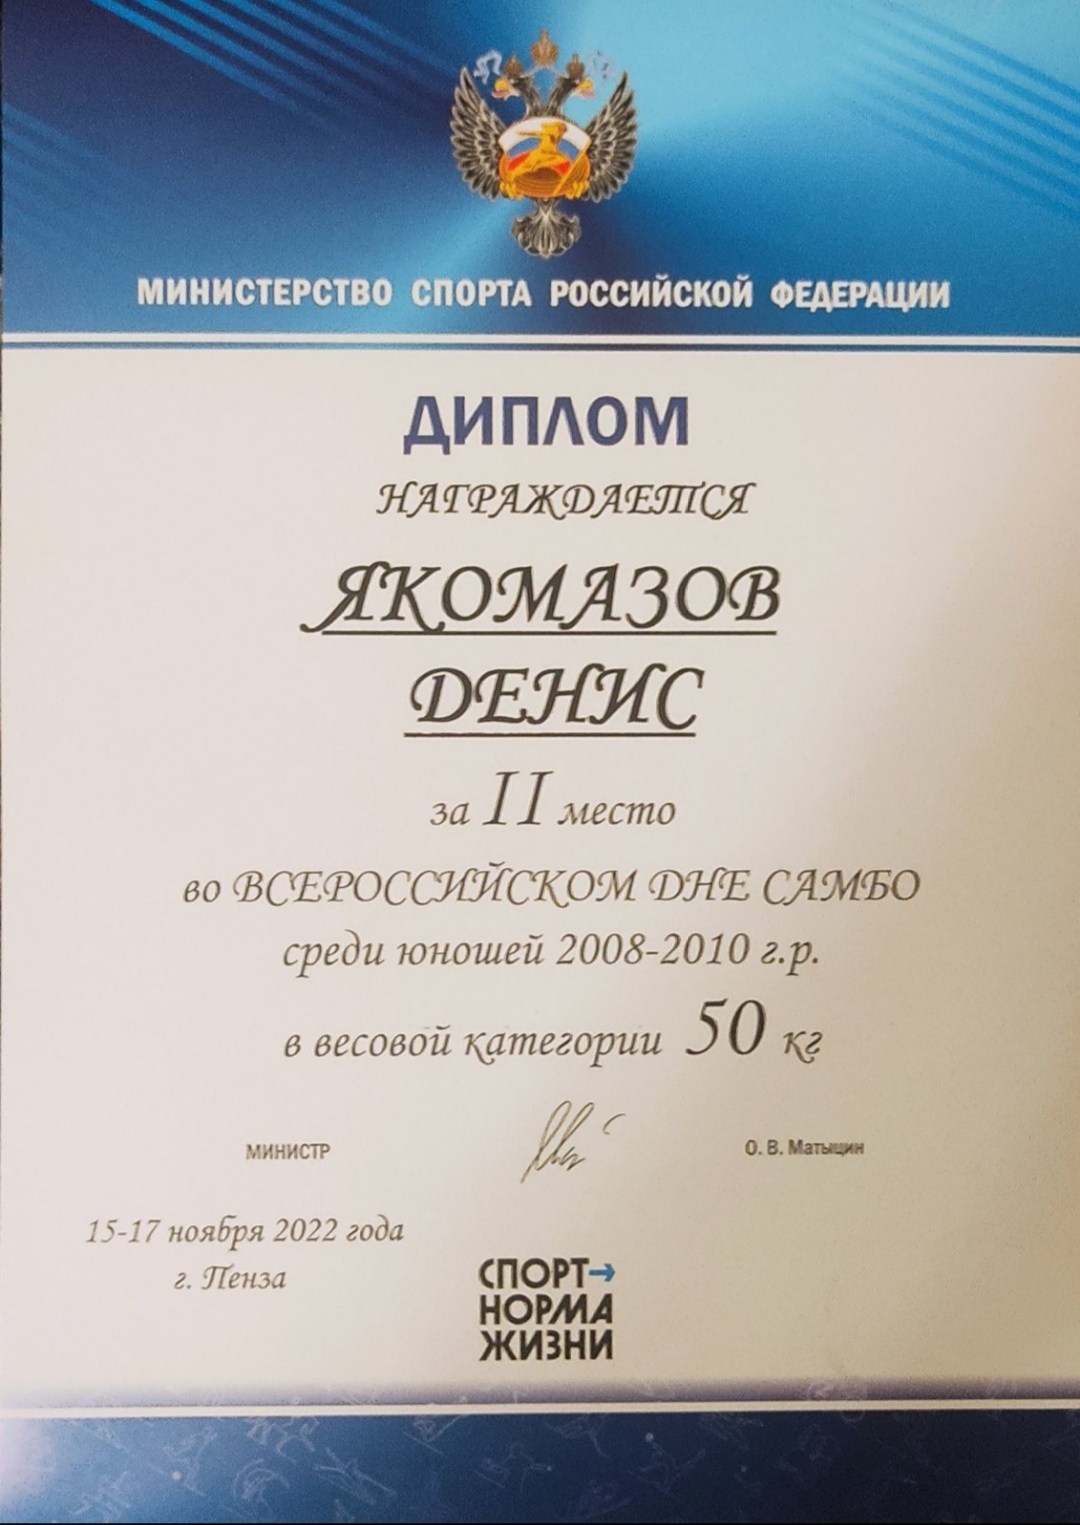 МИНИСТЕРСТВО СПОРТА РОССИЙСКОЙ ФЕДЕРАЦИИ
ДИПЛОМ
НАГРАЖДАЕТСЯ
ЯКОМАЗОВ
ДЕНИС
за II место
во ВСЕРОССИЙСКОМ ДНЕ САМБО
среди юношей 2008-2010 г.р.
в весовой категории 50 кг
МИНИСТР О. В. Матыцин
15-17 ноября 2022 года
г. Пенза
СПОРТ→
НОРМА
ЖИЗНИ